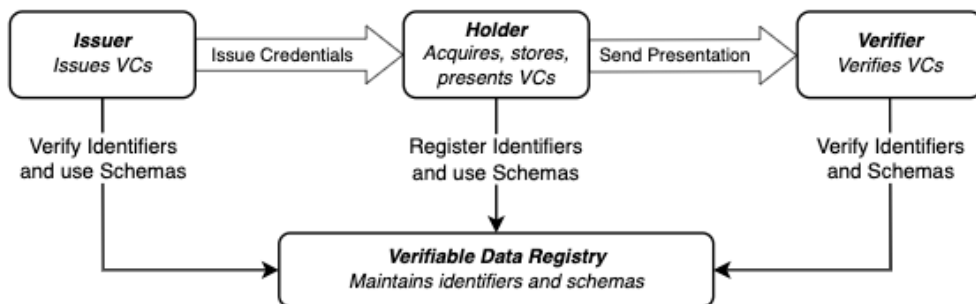 Issuer
Issues VCs
Issue Credentials
Holder
Acquires, stores,
presents VCs
Send Presentation
Verifier
Verifies VCs
Verify Identifiers
and use Schemas
Register Identifiers
and use Schemas
Verify Identifiers
and Schemas
Verifiable Data Registry
Maintains identifiers and schemas